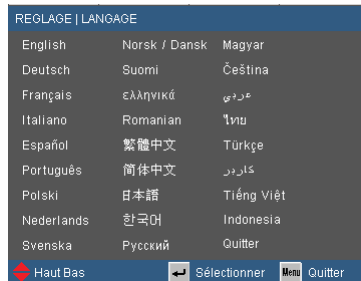 REGLAGE | LANGAGE
English Norsk / Dansk Magyar
Deutsch Suomi Čeština
Français ελληνικά عربي
Italiano Romanian ไทย
Español 繁體中文 Türkçe
Português 简体中文
Polski 日本語 Tiếng Việt
Nederlands 한국어 Indonesia
Svenska Русский Quitter
Haut Bas Sélectionner Menu Quitter